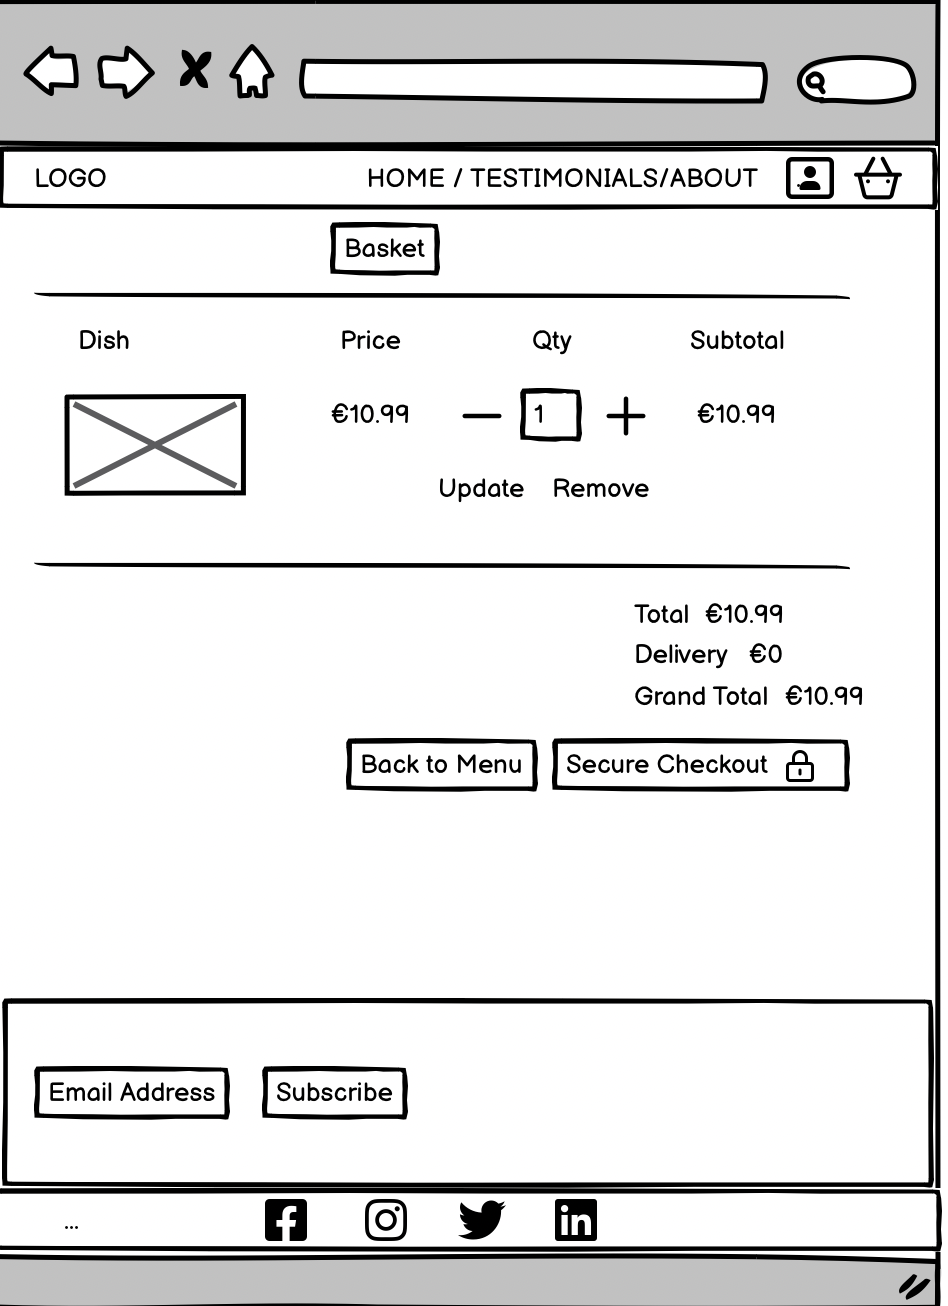 LOGO HOME / TESTIMONIALS/ABOUT
Basket
Dish Price Qty Subtotal
€10.99 1 €10.99
Update Remove
Total €10.99
Delivery €0
Grand Total €10.99
Back to Menu Secure Checkout
Email Address Subscribe
...